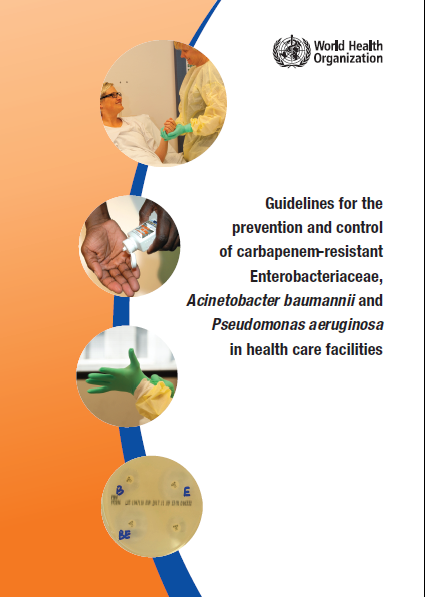 World Health
Organization
Guidelines for the
prevention and control
of carbapenem-resistant
Enterobacteriaceae,
Acinetobacter baumannii and
Pseudomonas aeruginosa
in health care facilities
B
E
BE